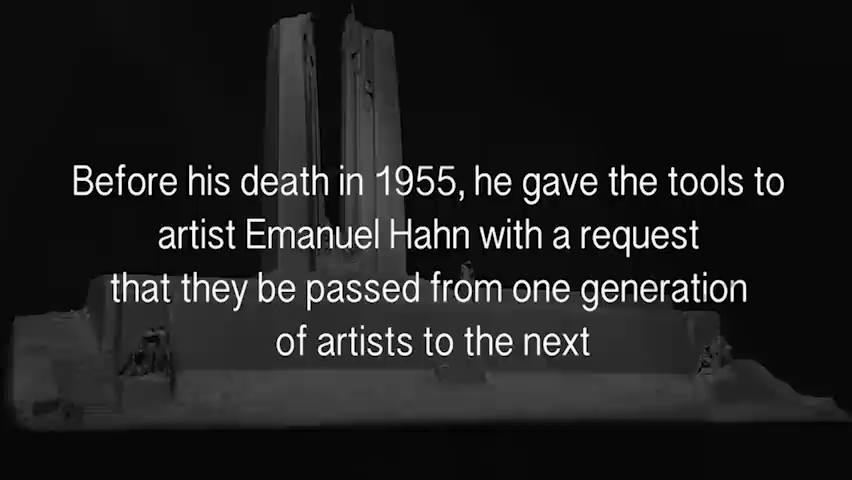 Before his death in 1955, he gave the tools to
artist Emanuel Hahn with a request
that they be passed from one generation
of artists to the next